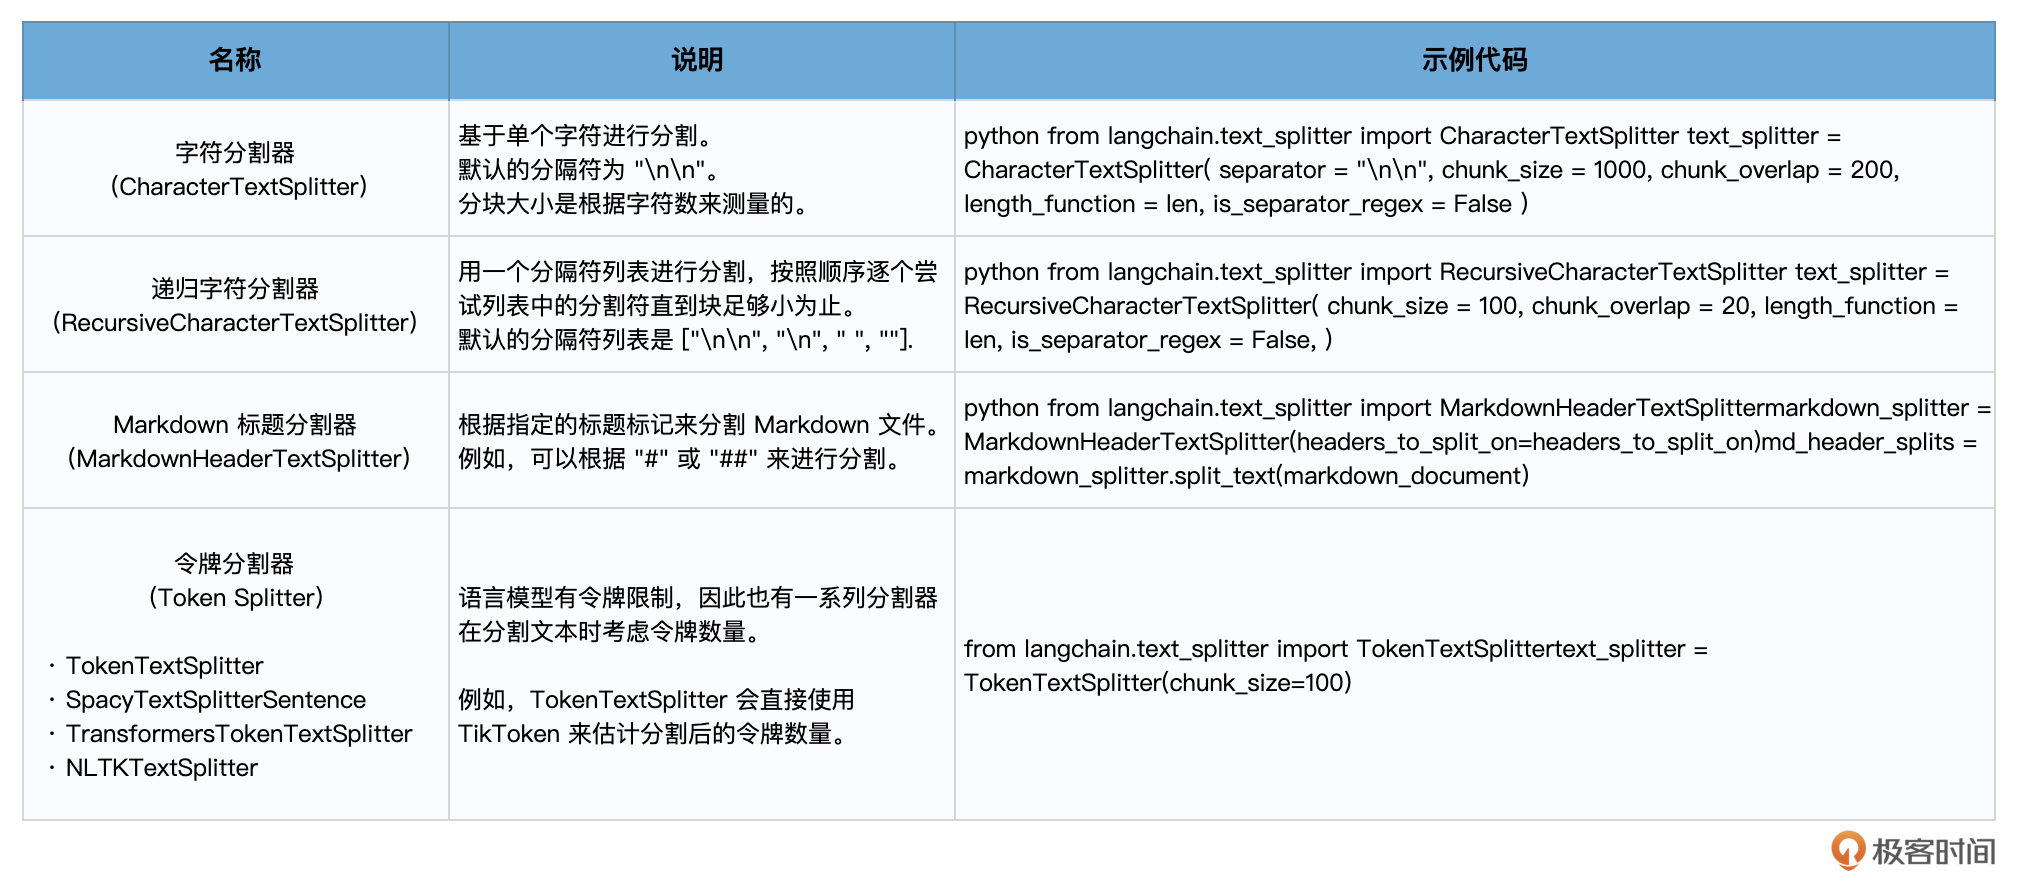 名称
说明
示例代码
字符分割器
（CharacterTextSplitter）
基于单个字符进行分割。
默认的分隔符为 "\n\n"。
分块大小是根据字符数来测量的。
python from langchain.text_splitter import CharacterTextSplitter text_splitter =
CharacterTextSplitter( separator = "\n\n", chunk_size = 1000, chunk_overlap = 200,
length_function = len, is_separator_regex = False )
递归字符分割器
（RecursiveCharacterTextSplitter）
用一个分隔符列表进行分割，按照顺序逐个尝
试列表中的分割符直到块足够小为止。
默认的分隔符列表是 ["\n\n", "\n", " ", ""].
python from langchain.text_splitter import RecursiveCharacterTextSplitter text_splitter =
RecursiveCharacterTextSplitter( chunk_size = 100, chunk_overlap = 20, length_function =
len, is_separator_regex = False, )
Markdown 标题分割器
（MarkdownHeaderTextSplitter）
根据指定的标题标记来分割 Markdown 文件。
例如，可以根据 "#" 或 "##" 来进行分割。
python from langchain.text_splitter import MarkdownHeaderTextSplittermarkdown_splitter =
MarkdownHeaderTextSplitter(headers_to_split_on=headers_to_split_on)md_header_splits =
markdown_splitter.split_text(markdown_document)
令牌分割器
（Token Splitter）
· TokenTextSplitter
· SpacyTextSplitterSentence
· TransformersTokenTextSplitter
· NLTKTextSplitter
语言模型有令牌限制，因此也有一系列分割器
在分割文本时考虑令牌数量。
例如，TokenTextSplitter 会直接使用
TikToken 来估计分割后的令牌数量。
from langchain.text_splitter import TokenTextSplittertext_splitter =
TokenTextSplitter(chunk_size=100)
极客时间